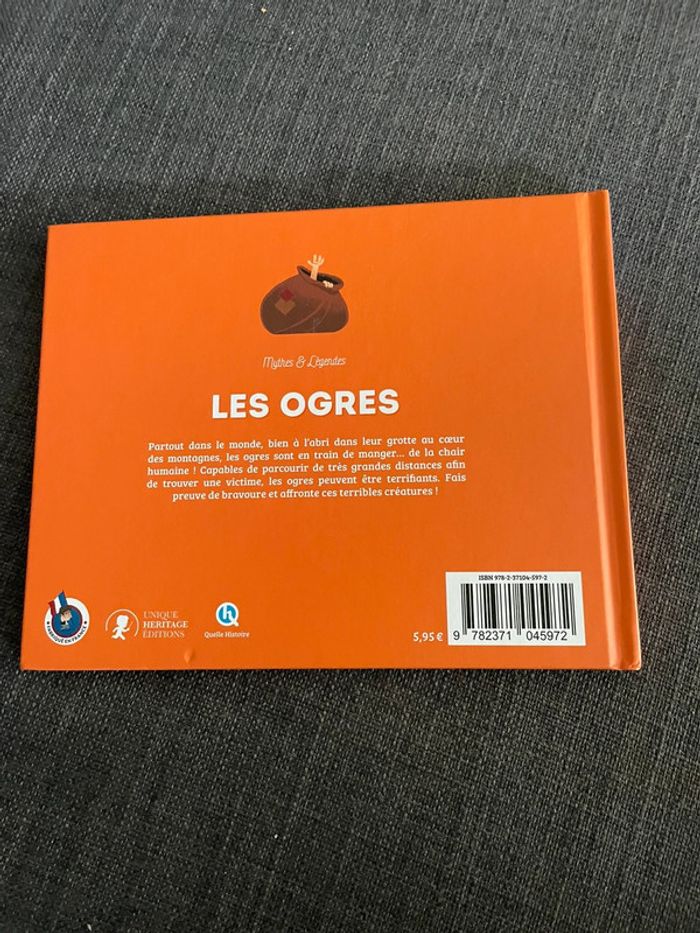 Mythes & Légendes
LES OGRES
Partout dans le monde, bien à l'abri dans leur grotte au cœur
des montagnes, les ogres sont en train de manger... de la chair
humaine ! Capables de parcourir de très grandes distances afin
de trouver une victime, les ogres peuvent être terrifiants. Fais
preuve de bravoure et affronte ces terribles créatures !
ISBN 978-2-37104-597-2
FABRIQUÉ EN FRANCE
UNIQUE
HERITAGE
ÉDITIONS
Quelle Histoire
5,95 €
9 782371 045972